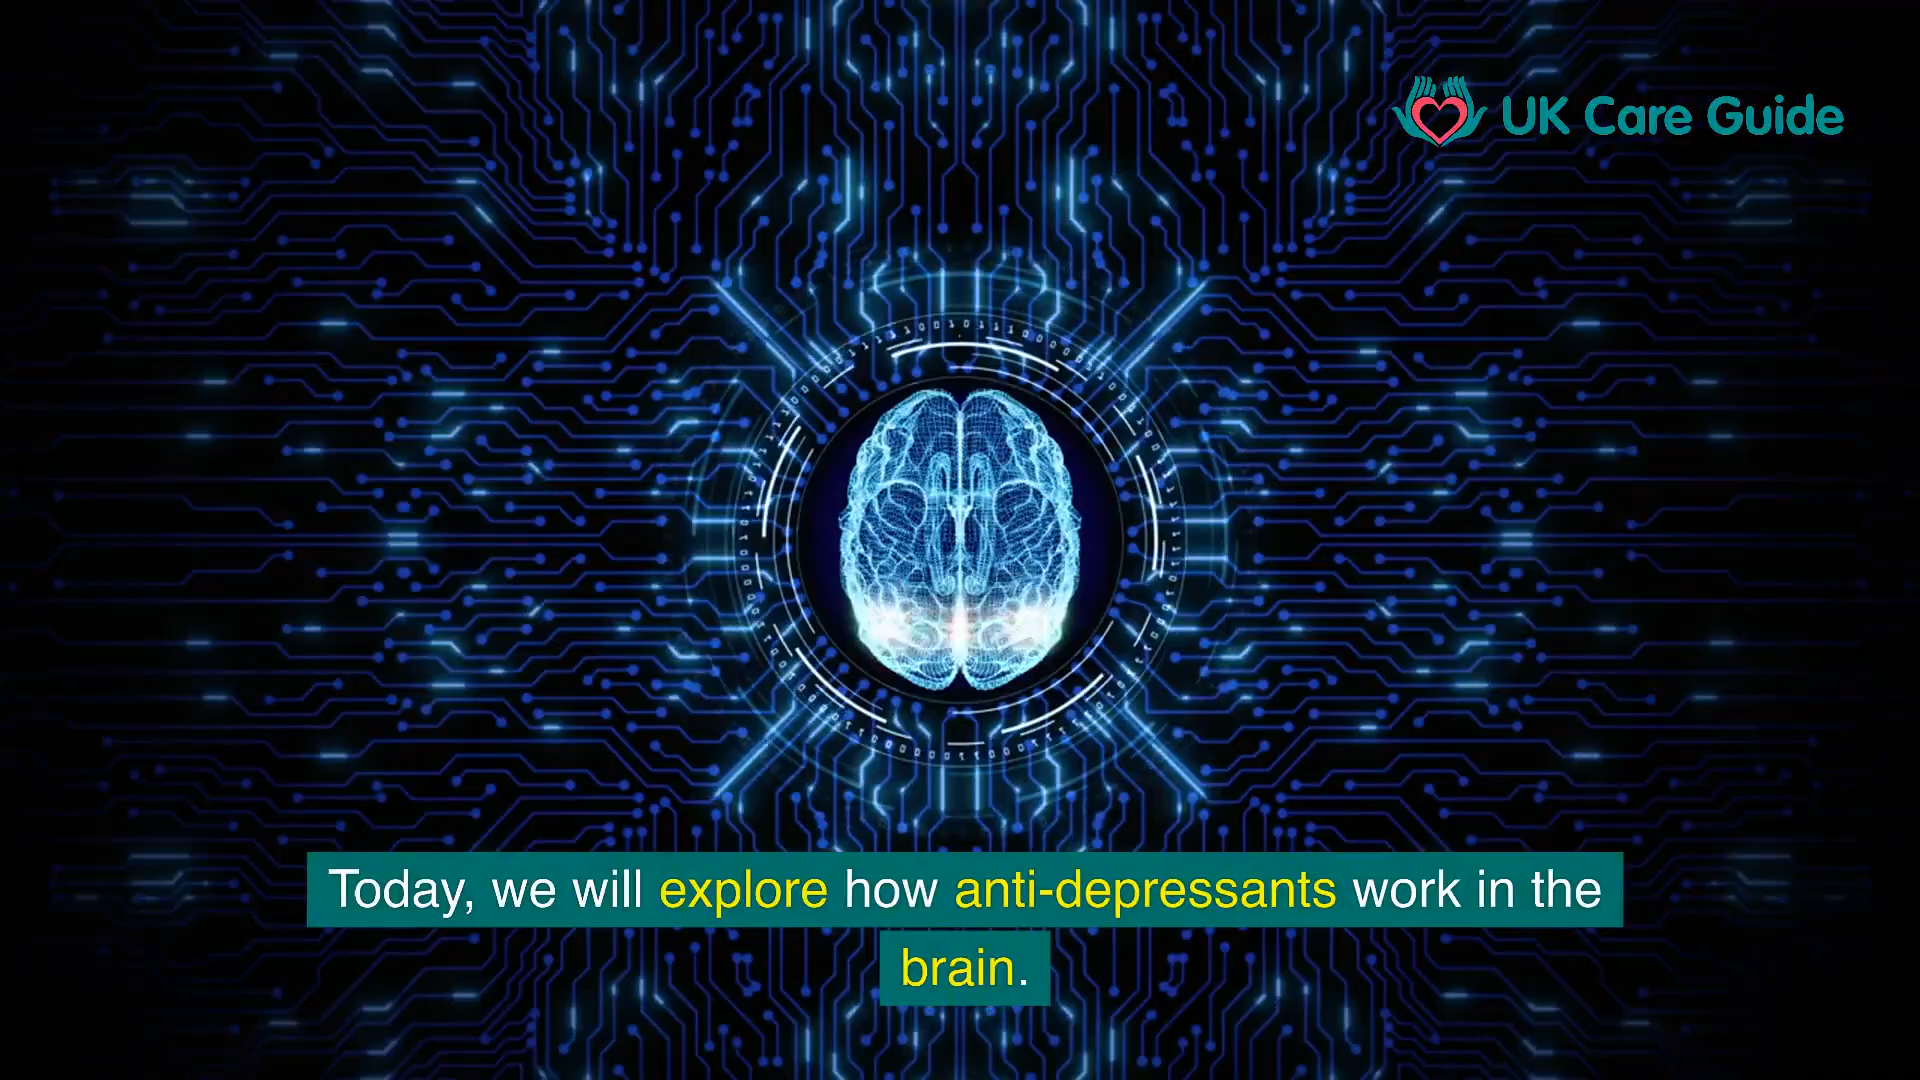 UK Care Guide
Today, we will explore how anti-depressants work in the
brain.